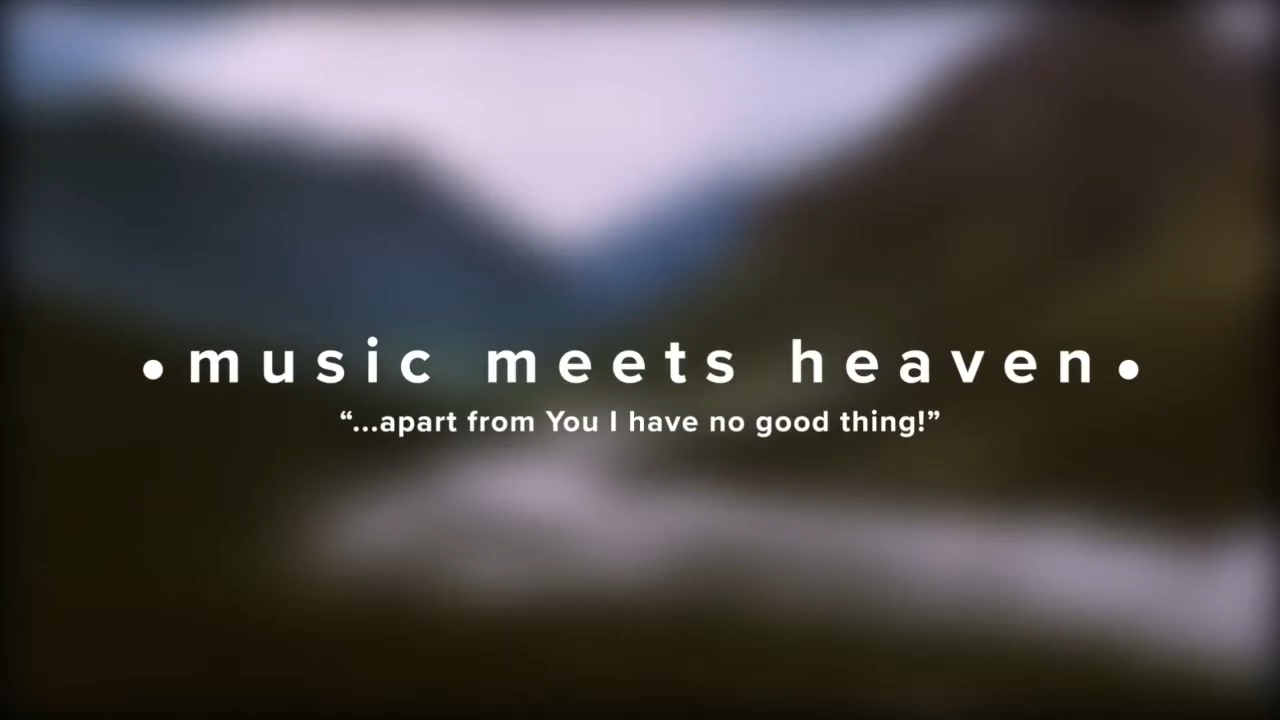 • music meets heaven •
“...apart from You I have no good thing!”